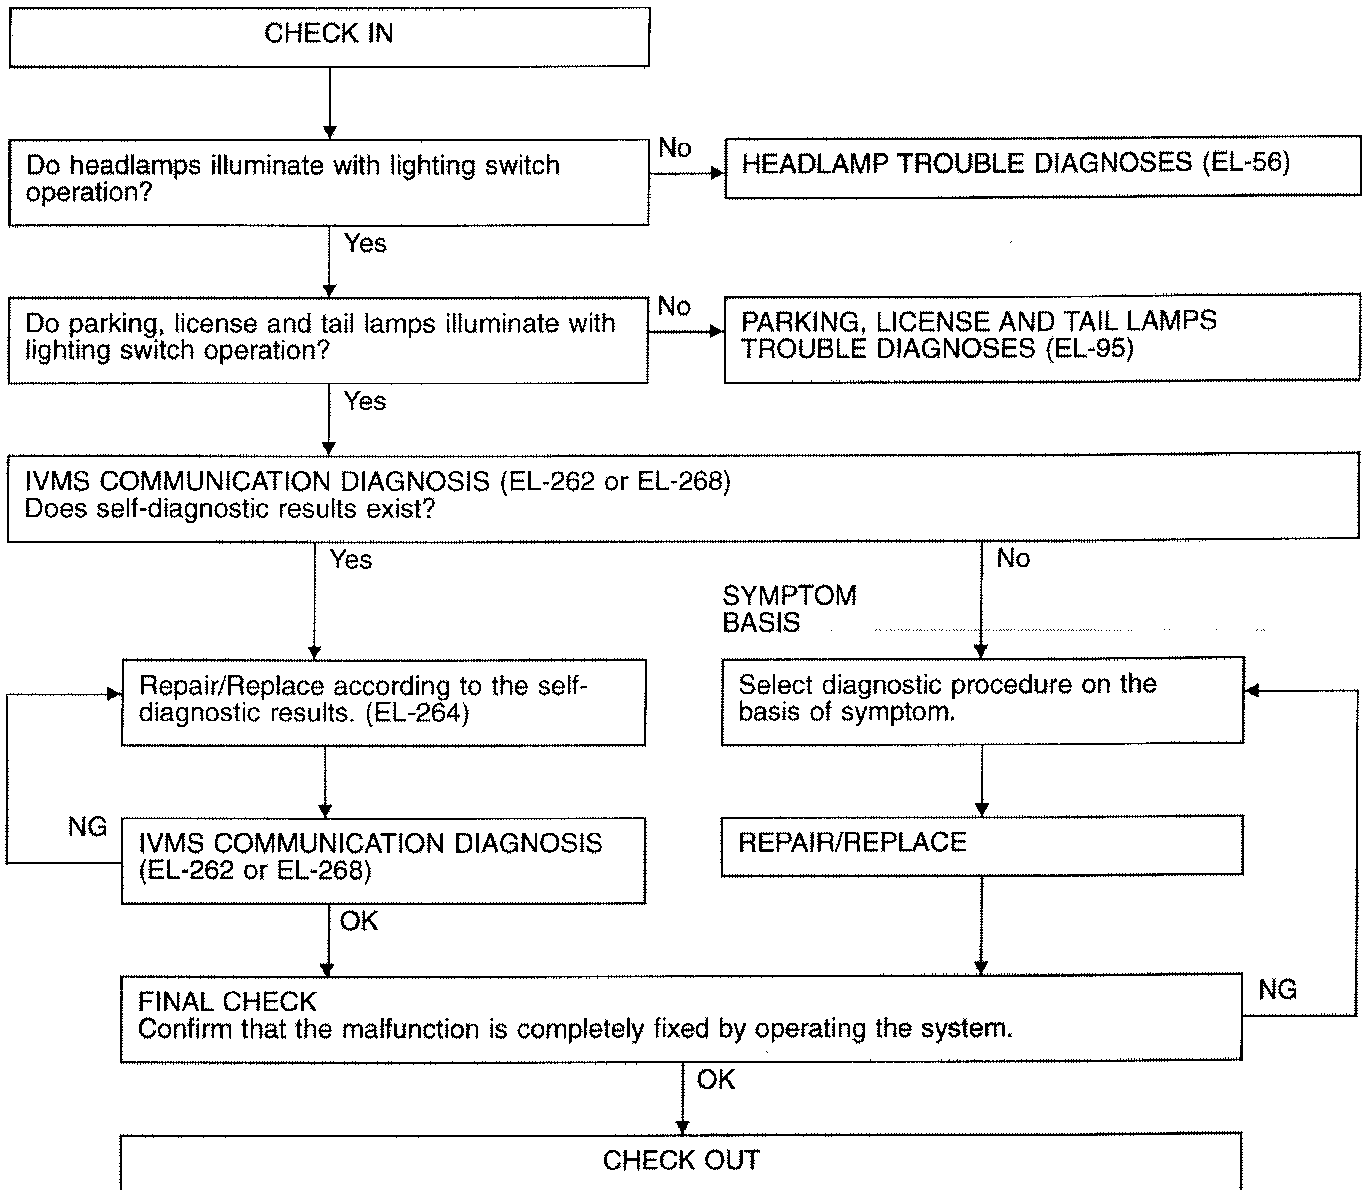 CHECK IN
Do headlamps illuminate with lighting switch
operation?
No
HEADLAMP TROUBLE DIAGNOSES (EL-56)
Yes
Do parking, license and tail lamps illuminate with
lighting switch operation?
No
PARKING, LICENSE AND TAIL LAMPS
TROUBLE DIAGNOSES (EL-95)
Yes
IVMS COMMUNICATION DIAGNOSIS (EL-262 or EL-268)
Does self-diagnostic results exist?
Yes
No
SYMPTOM
BASIS
Repair/Replace according to the self-
diagnostic results. (EL-264)
Select diagnostic procedure on the
basis of symptom.
NG
IVMS COMMUNICATION DIAGNOSIS
(EL-262 or EL-268)
REPAIR/REPLACE
OK
FINAL CHECK
Confirm that the malfunction is completely fixed by operating the system.
NG
OK
CHECK OUT